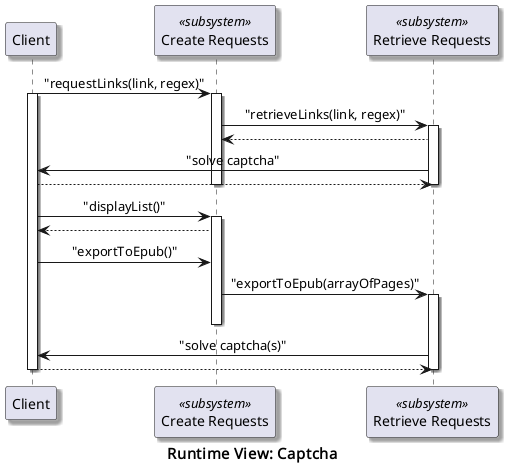 Client
«subsystem»
Create Requests
«subsystem»
Retrieve Requests
"requestLinks(link, regex)"
"retrieveLinks(link, regex)"
"solve captcha"
"displayList()"
"exportToEpub()"
"exportToEpub(arrayOfPages)"
"solve captcha(s)"
Client
«subsystem»
Create Requests
«subsystem»
Retrieve Requests
Runtime View: Captcha